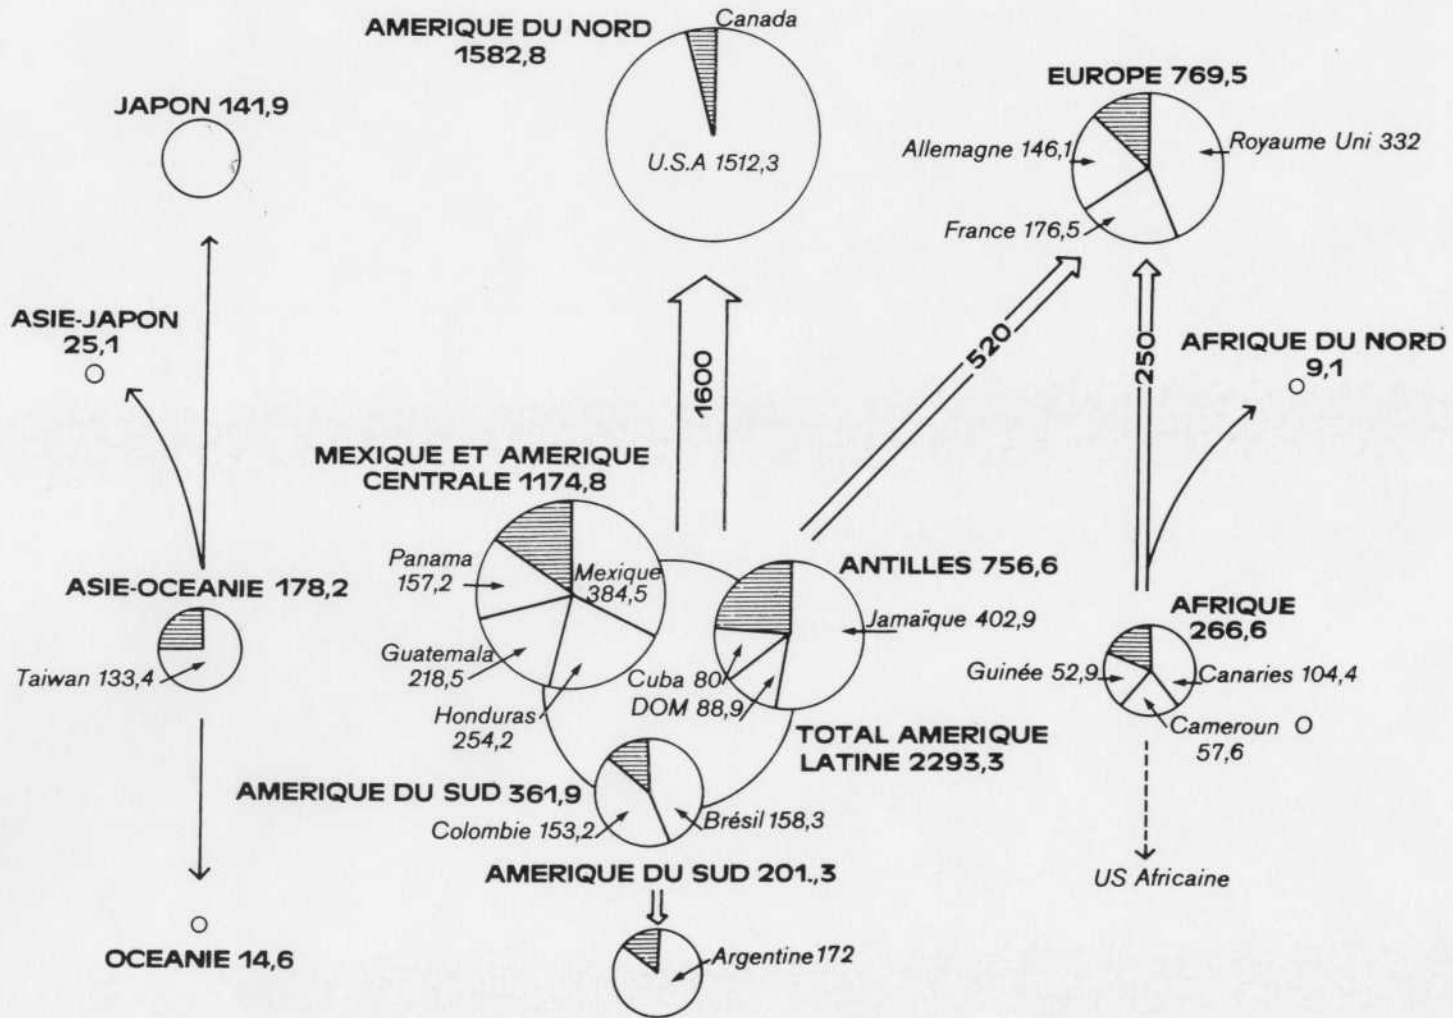 AMERIQUE DU NORD
1582,8
Canada
U.S.A 1512,3
JAPON 141,9
EUROPE 769,5
Allemagne 146,1
Royaume Uni 332
France 176,5
ASIE-JAPON
25,1
1600
520
250
AFRIQUE DU NORD
9,1
MEXIQUE ET AMERIQUE
CENTRALE 1174,8
Panama
157,2
Mexique
384,5
Guatemala
218,5
Honduras
254,2
ANTILLES 756,6
Jamaïque 402,9
Cuba 80
DOM 88,9
ASIE-OCEANIE 178,2
Taiwan 133,4
AFRIQUE
266,6
Guinée 52,9
Canaries 104,4
Cameroun
57,6
TOTAL AMERIQUE
LATINE 2293,3
AMERIQUE DU SUD 361,9
Colombie 153,2
Brésil 158,3
AMERIQUE DU SUD 201.,3
Argentine 172
US Africaine
OCEANIE 14,6